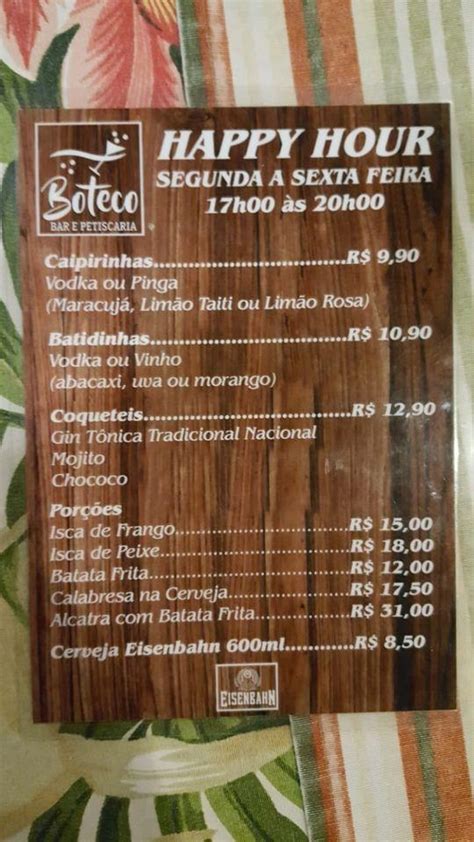 Boteco
BAR E PETISCARIA
HAPPY HOUR
SEGUNDA A SEXTA FEIRA
17h00 às 20h00
Caipirinhas..............................R$ 9,90
Vodka ou Pinga
(Maracujá, Limão Taiti ou Limão Rosa)
Batidinhas..............................R$ 10,90
Vodka ou Vinho
(abacaxi, uva ou morango)
Coqueteis................................R$ 12,90
Gin Tônica Tradicional Nacional
Mojito
Chococo
Porções
Isca de Frango..........................R$ 15,00
Isca de Peixe............................R$ 18,00
Batata Frita..............................R$ 12,00
Calabresa na Cerveja................R$ 17,50
Alcatra com Batata Frita............R$ 31,00
Cerveja Eisenbahn 600ml..........R$ 8,50
EISENBAHN